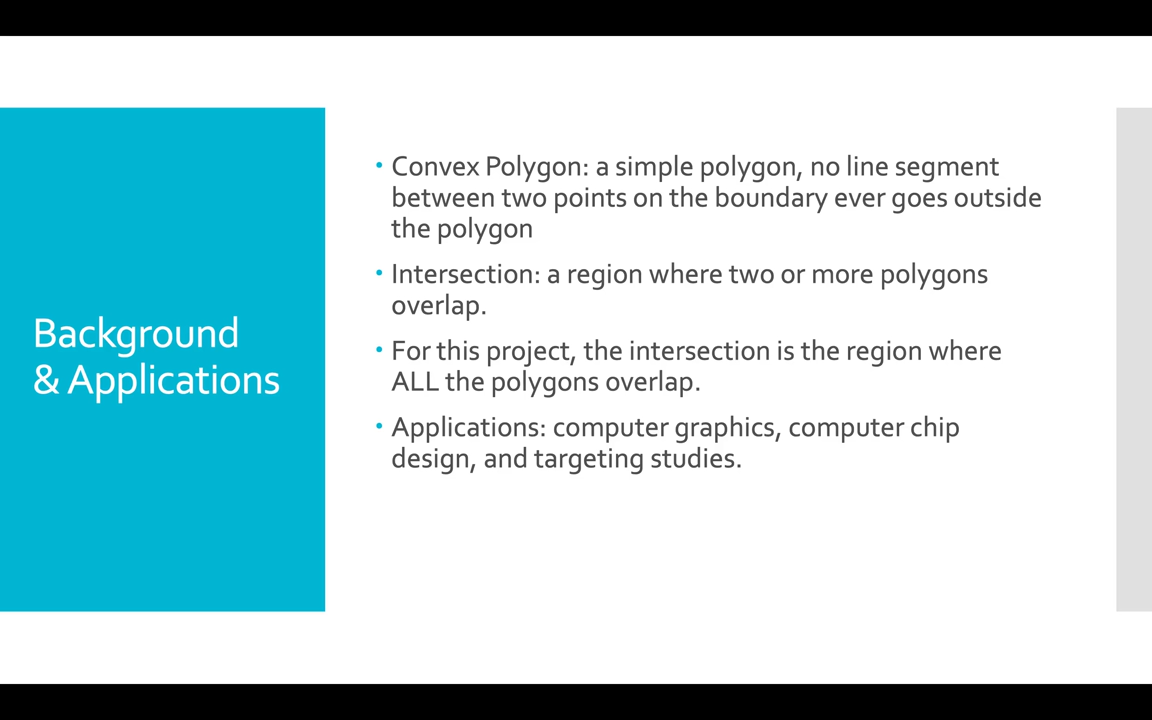 Background
& Applications
• Convex Polygon: a simple polygon, no line segment
between two points on the boundary ever goes outside
the polygon
• Intersection: a region where two or more polygons
overlap.
• For this project, the intersection is the region where
ALL the polygons overlap.
• Applications: computer graphics, computer chip
design, and targeting studies.